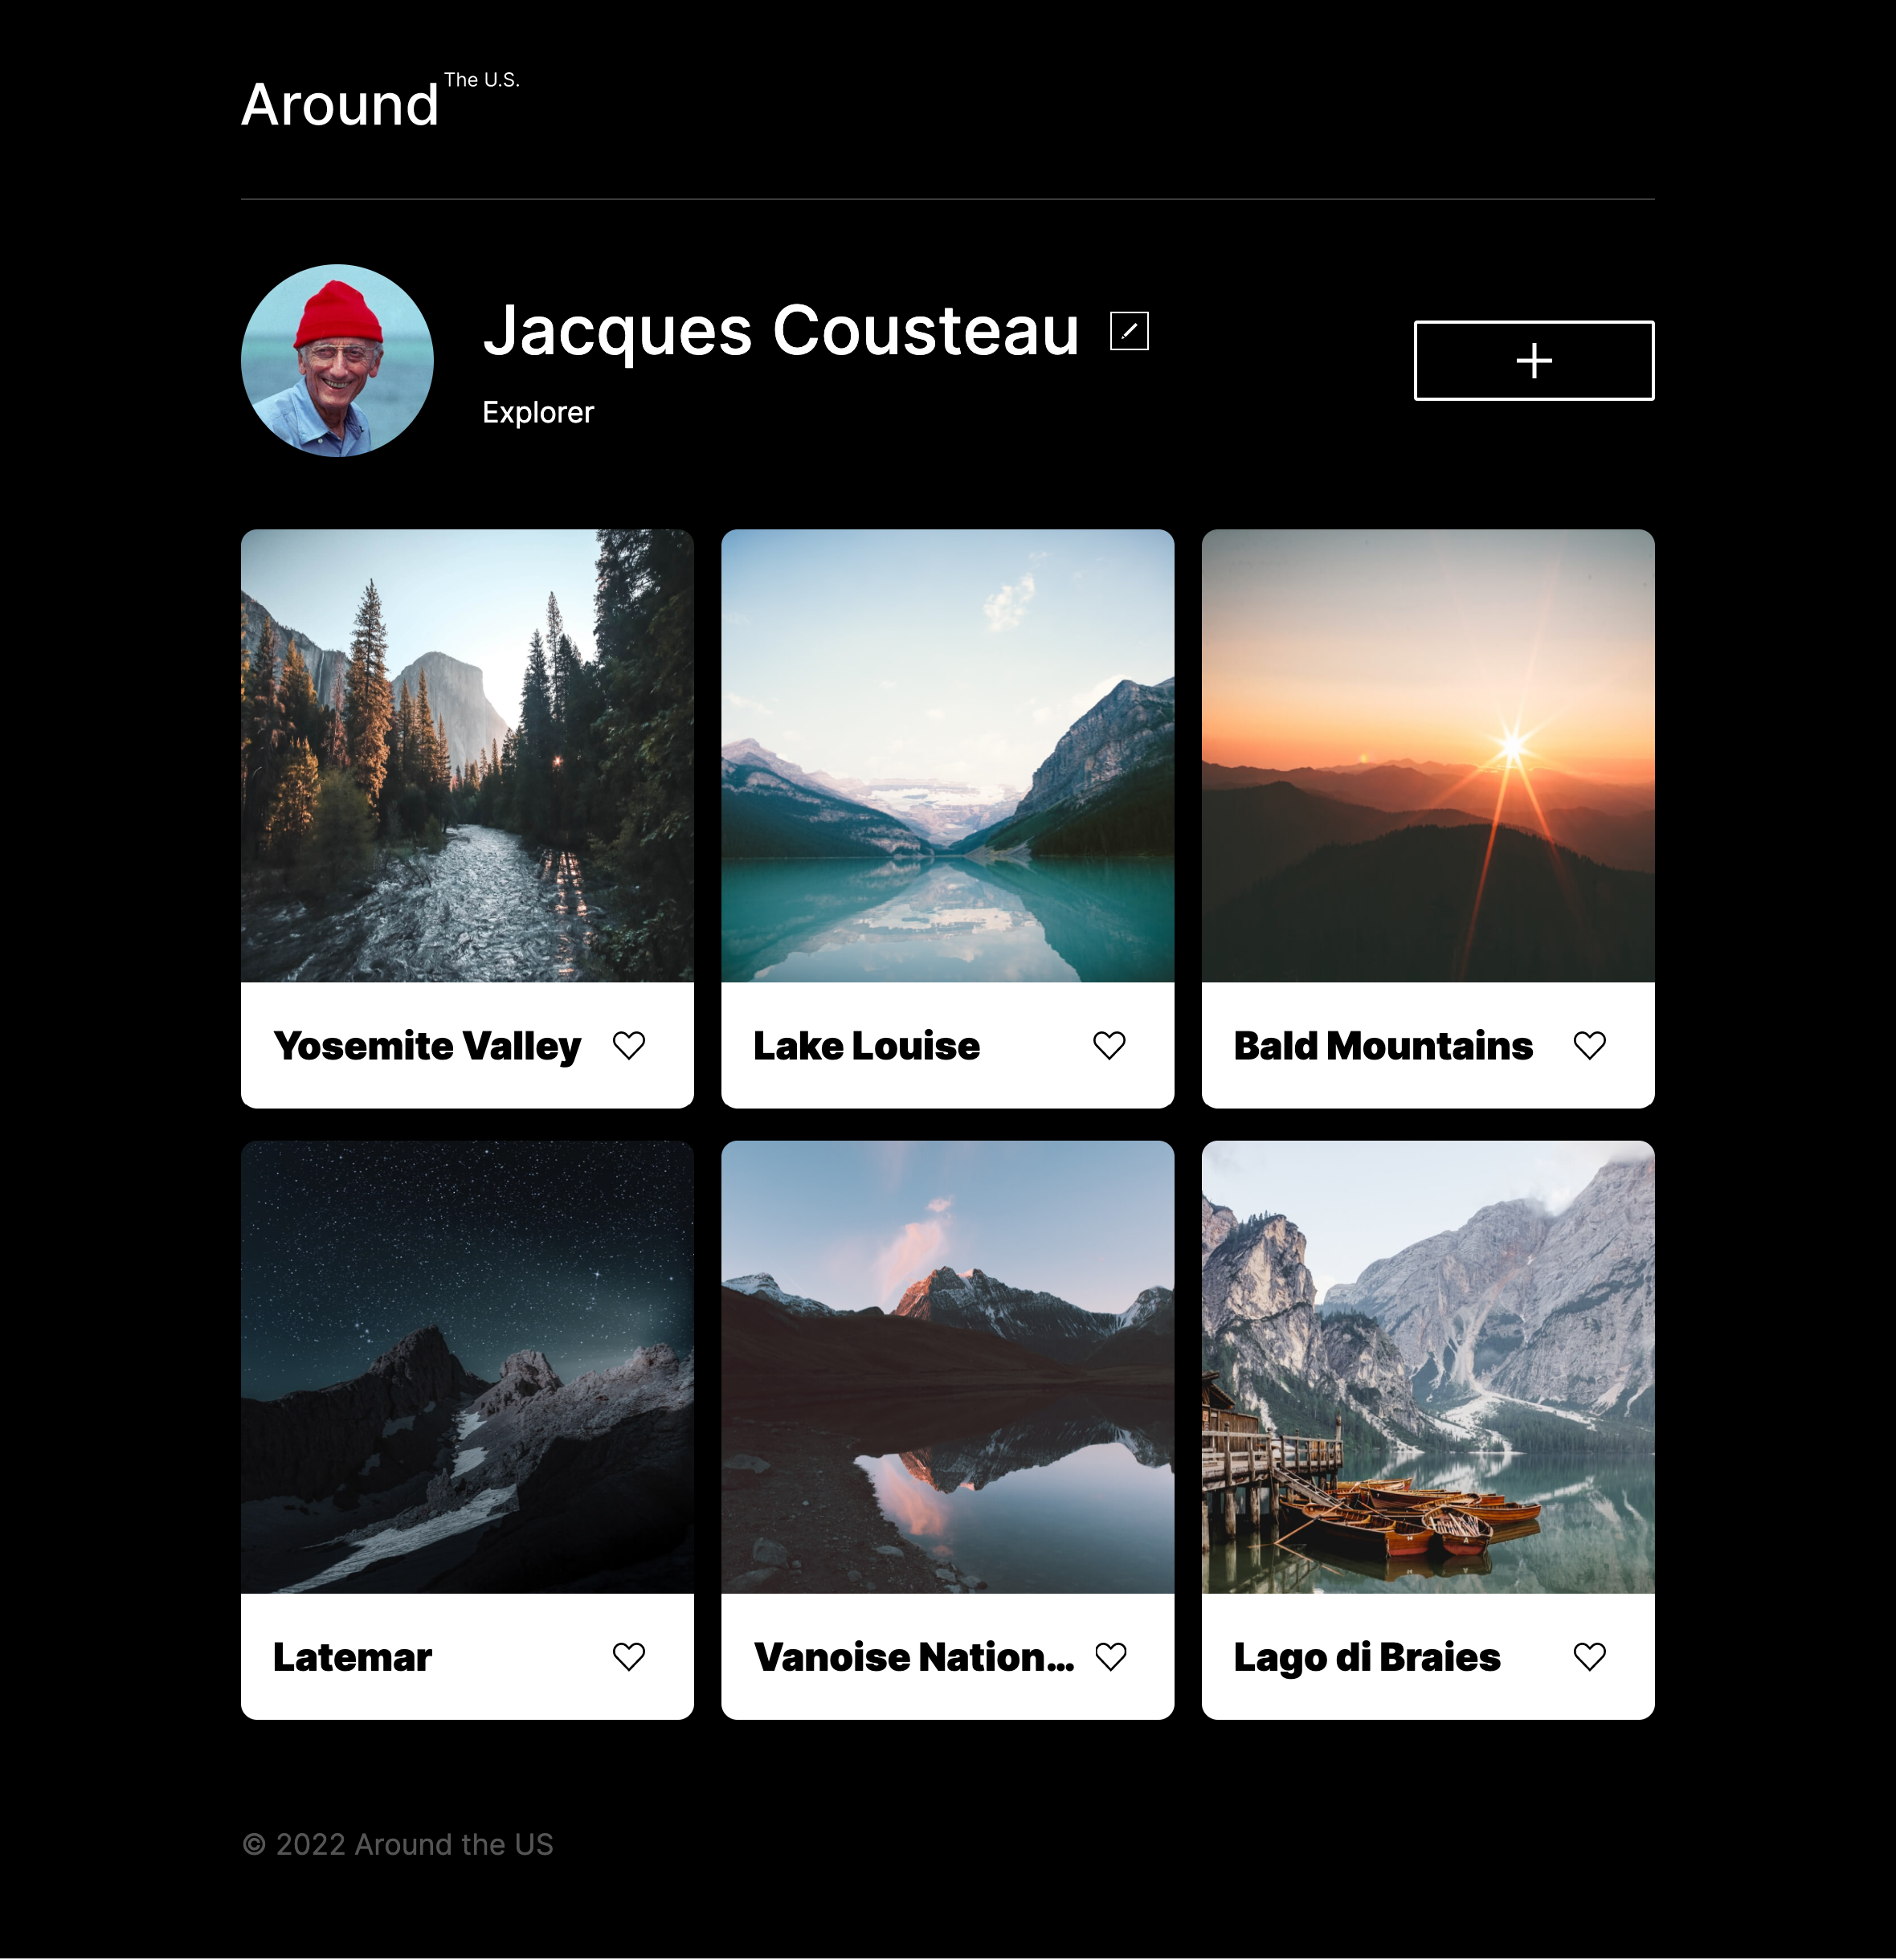 Around The U.S.
Jacques Cousteau
Explorer
Yosemite Valley
Lake Louise
Bald Mountains
Latemar
Vanoise Nation...
Lago di Braies
© 2022 Around the US